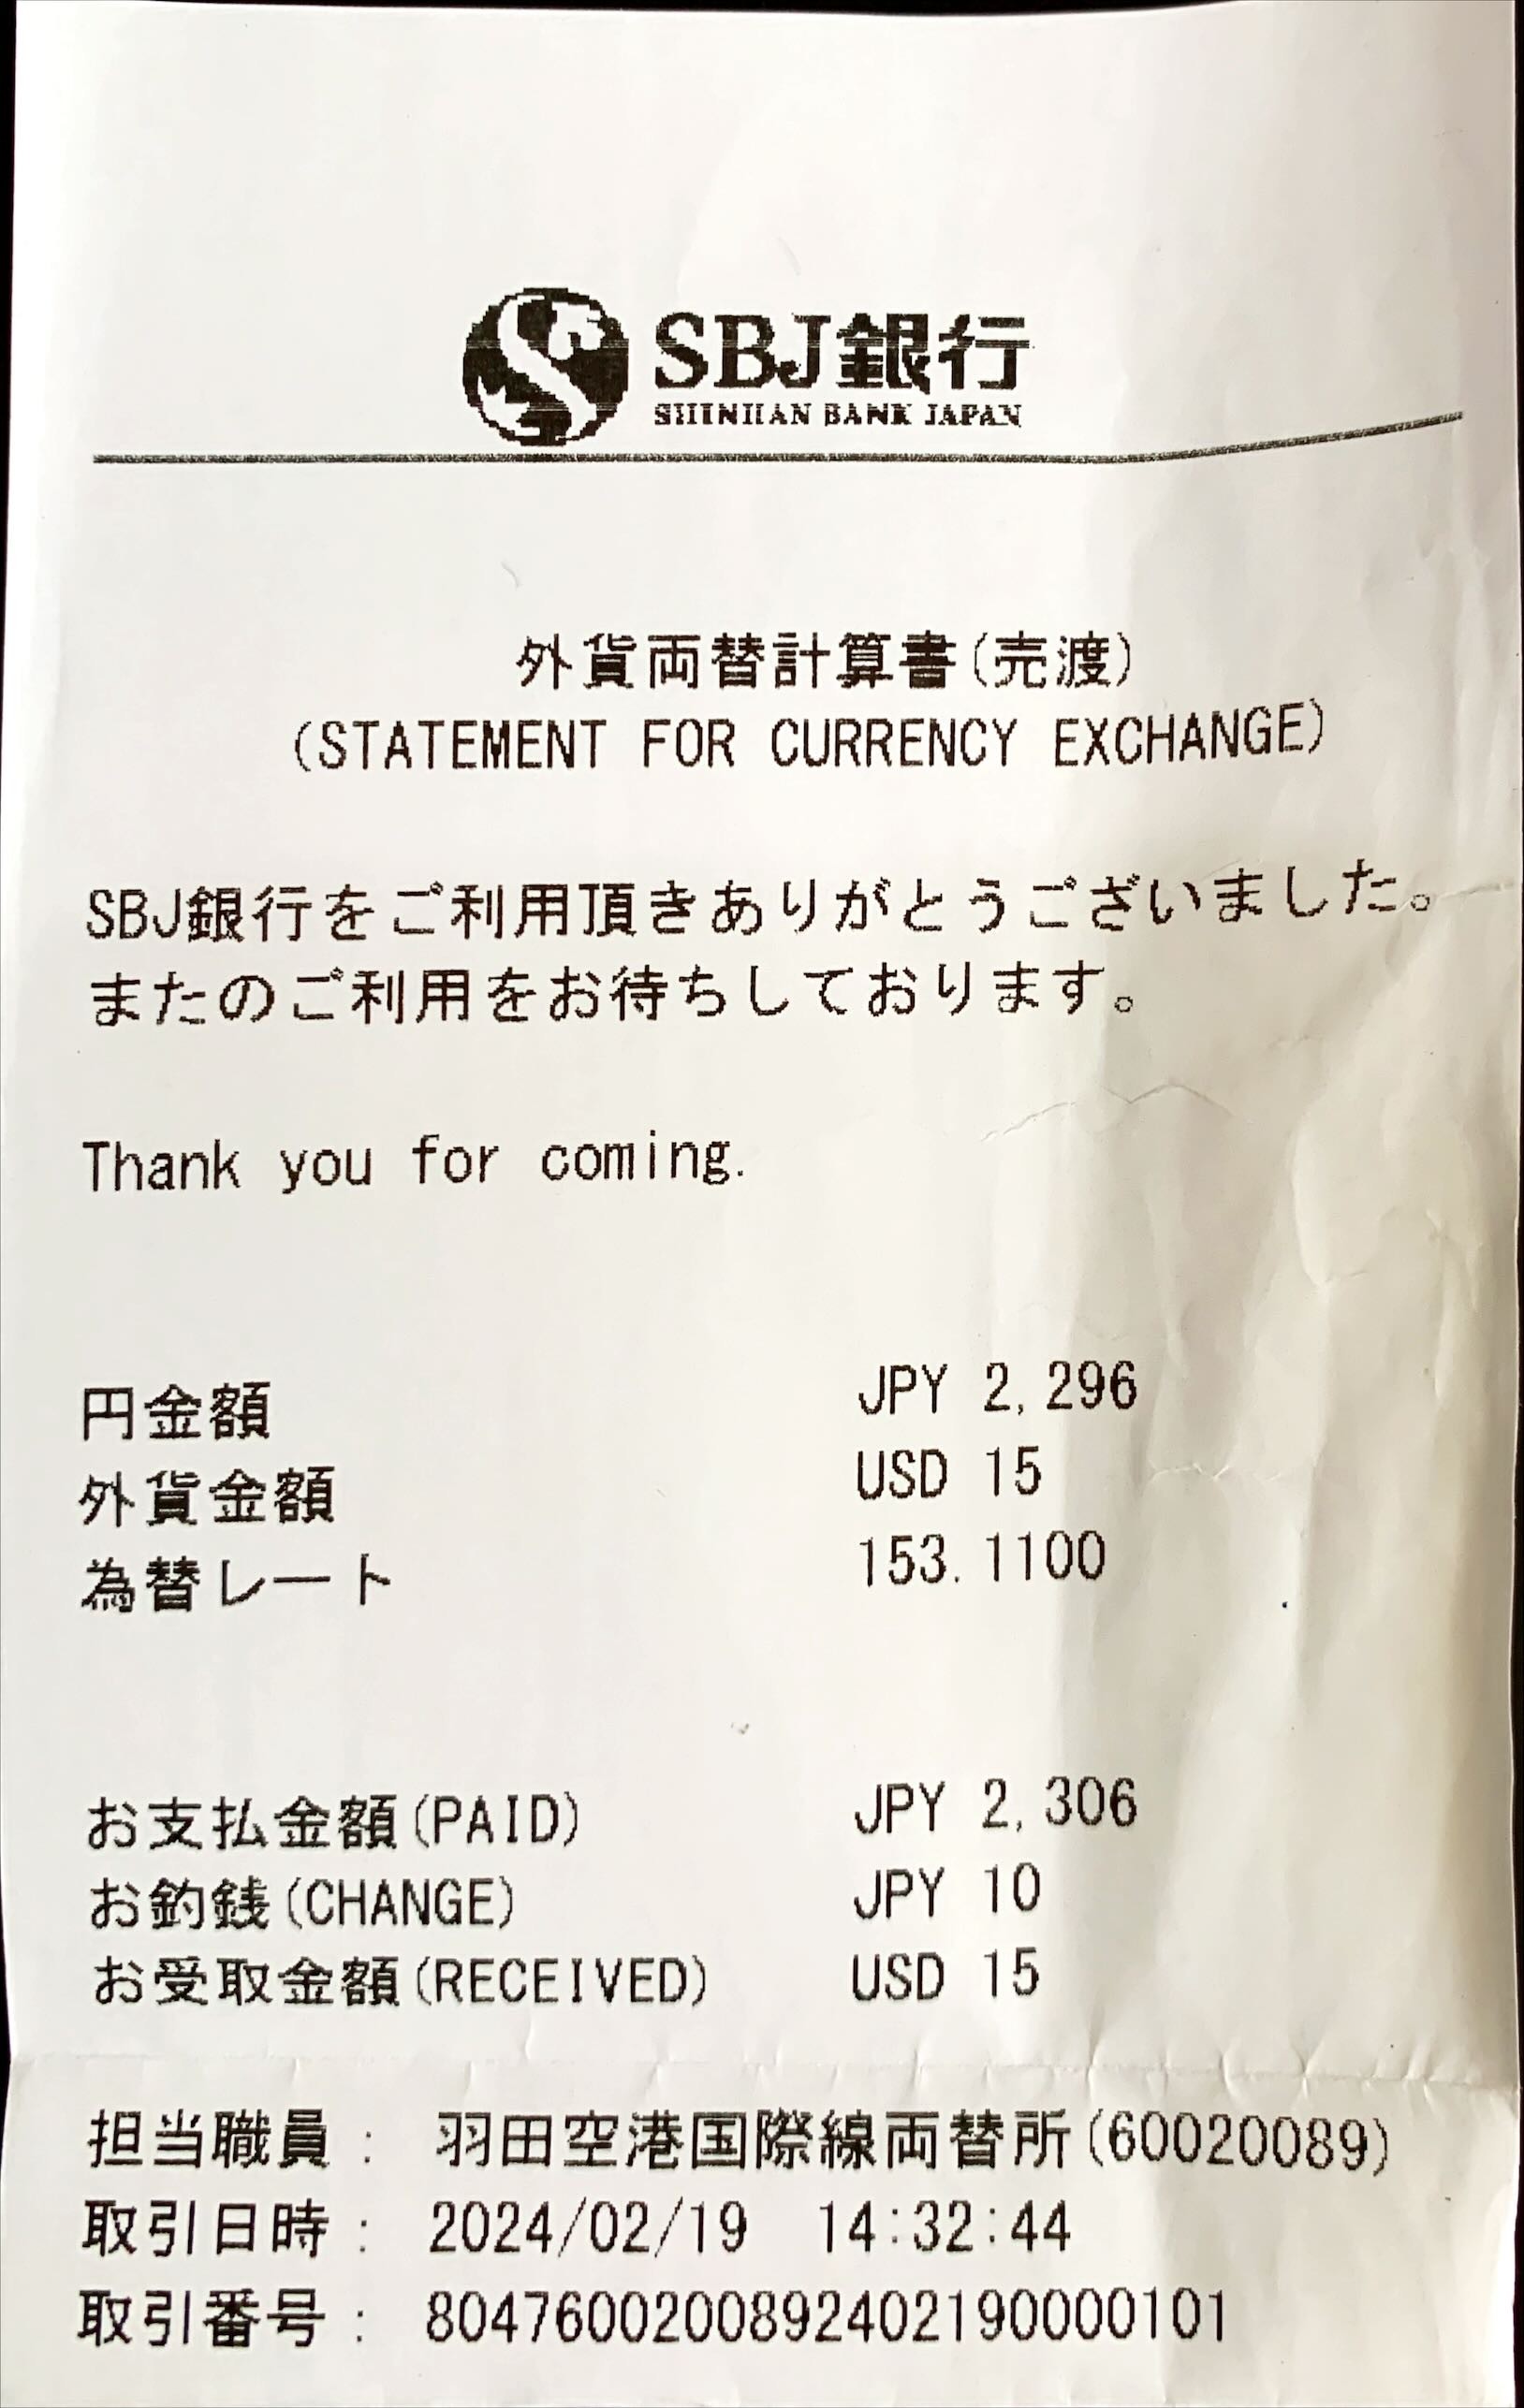 SBJ銀行
SHINHAN BANK JAPAN
外貨両替計算書(売渡)
(STATEMENT FOR CURRENCY EXCHANGE)
SBJ銀行をご利用頂きありがとうございました。
またのご利用をお待ちしております。
Thank you for coming.
円金額 JPY 2,296
外貨金額 USD 15
為替レート 153.1100
お支払金額(PAID) JPY 2,306
お釣銭(CHANGE) JPY 10
お受取金額(RECEIVED) USD 15
担当職員: 羽田空港国際線両替所(60020089)
取引日時: 2024/02/19 14:32:44
取引番号: 80476002008924021900​00101